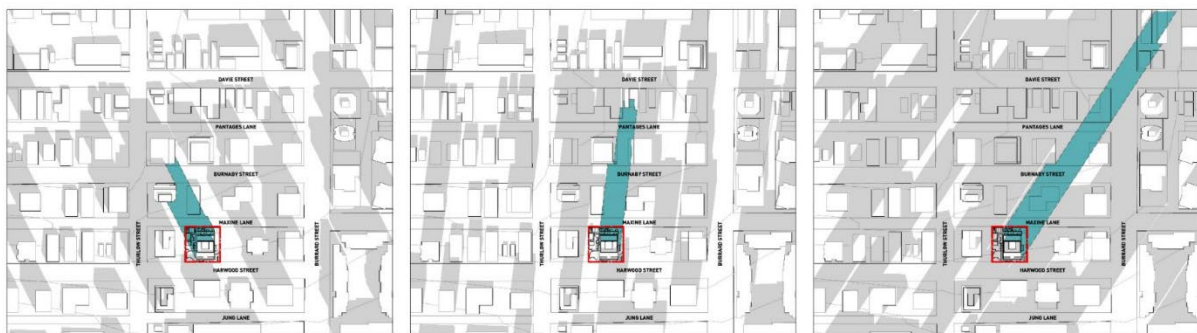 DAVIE STREET
PANTAGES LANE
BURNABY STREET
MAXINE LANE
THURLOW STREET
BURRARD STREET
HARWOOD STREET
JUNG LANE
DAVIE STREET
PANTAGES LANE
BURNABY STREET
MAXINE LANE
THURLOW STREET
BURRARD STREET
HARWOOD STREET
JUNG LANE
DAVIE STREET
PANTAGES LANE
BURNABY STREET
MAXINE LANE
THURLOW STREET
BURRARD STREET
HARWOOD STREET
JUNG LANE